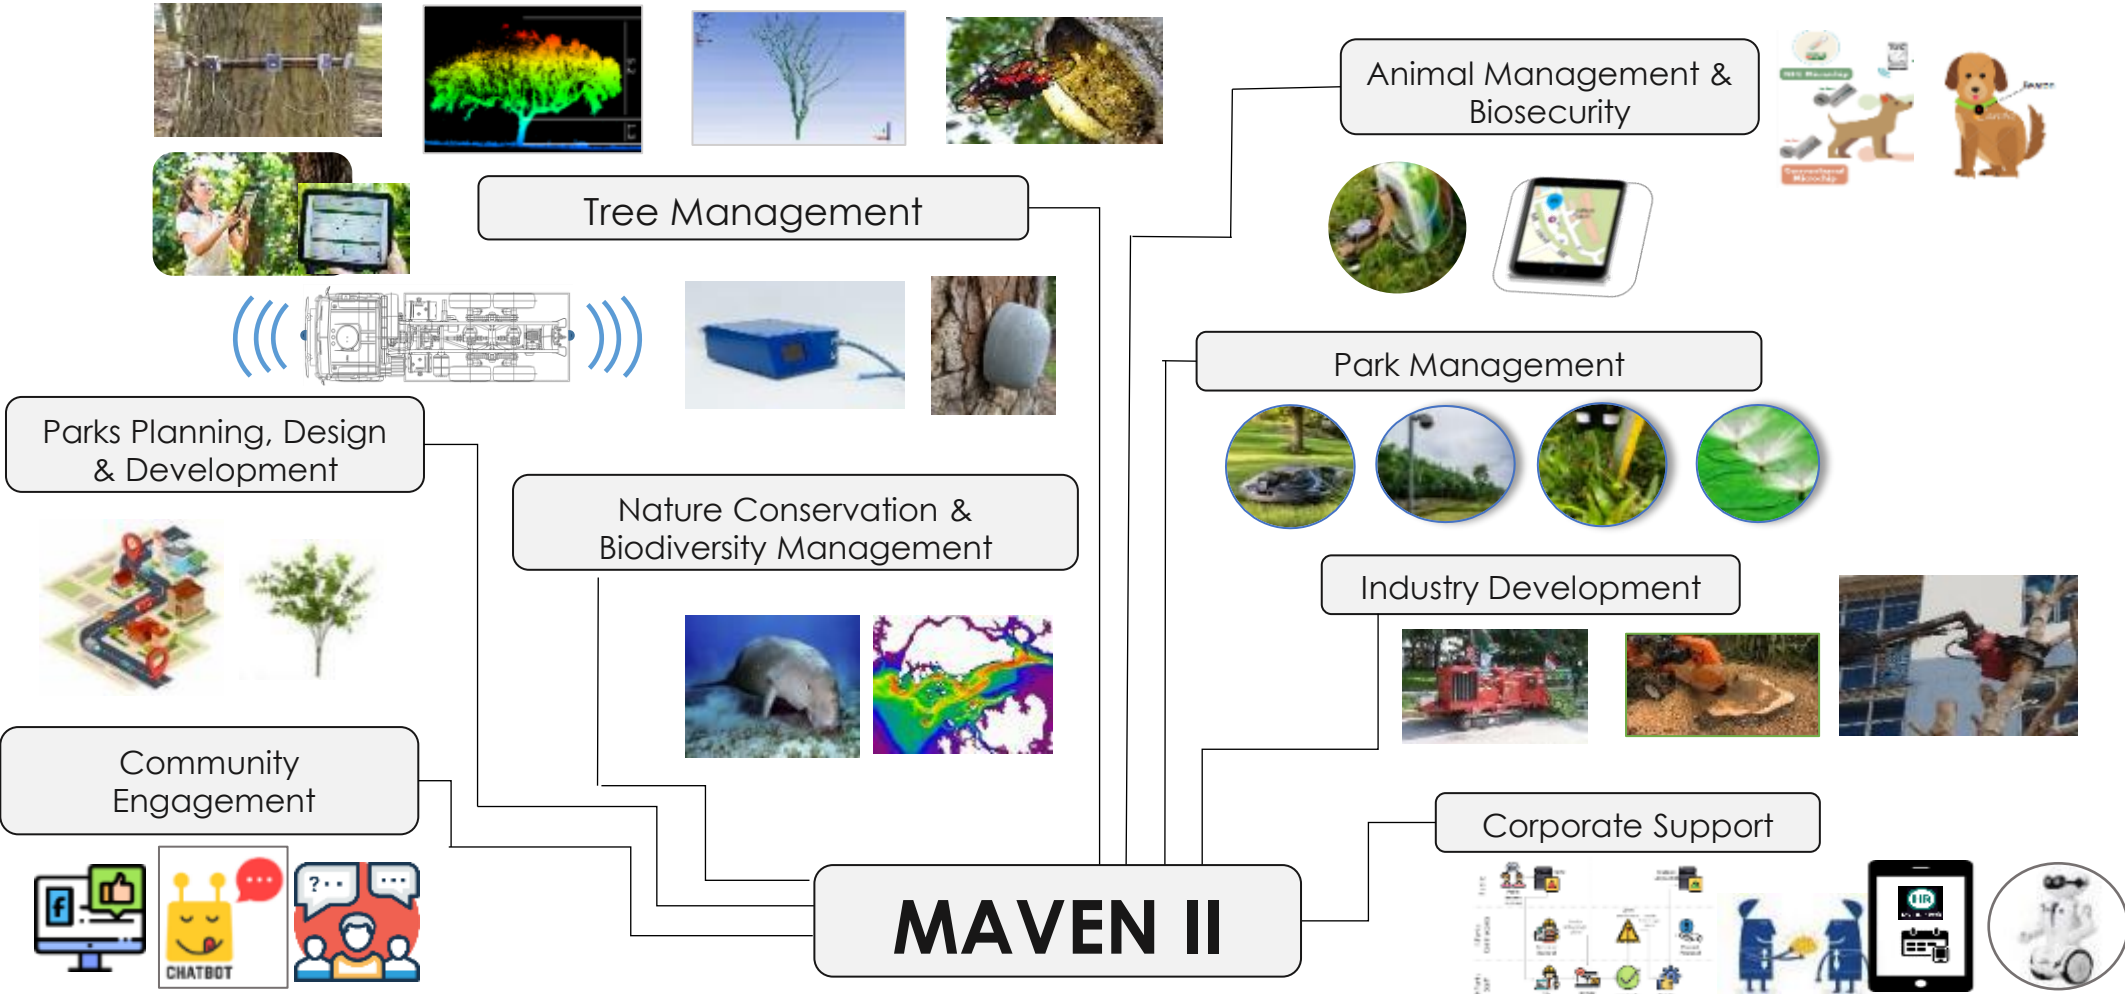 Tree Management
Animal Management &
Biosecurity
Park Management
Parks Planning, Design
& Development
Nature Conservation &
Biodiversity Management
Industry Development
Community
Engagement
Corporate Support
MAVEN II
f
?··
CHATBOT
HR